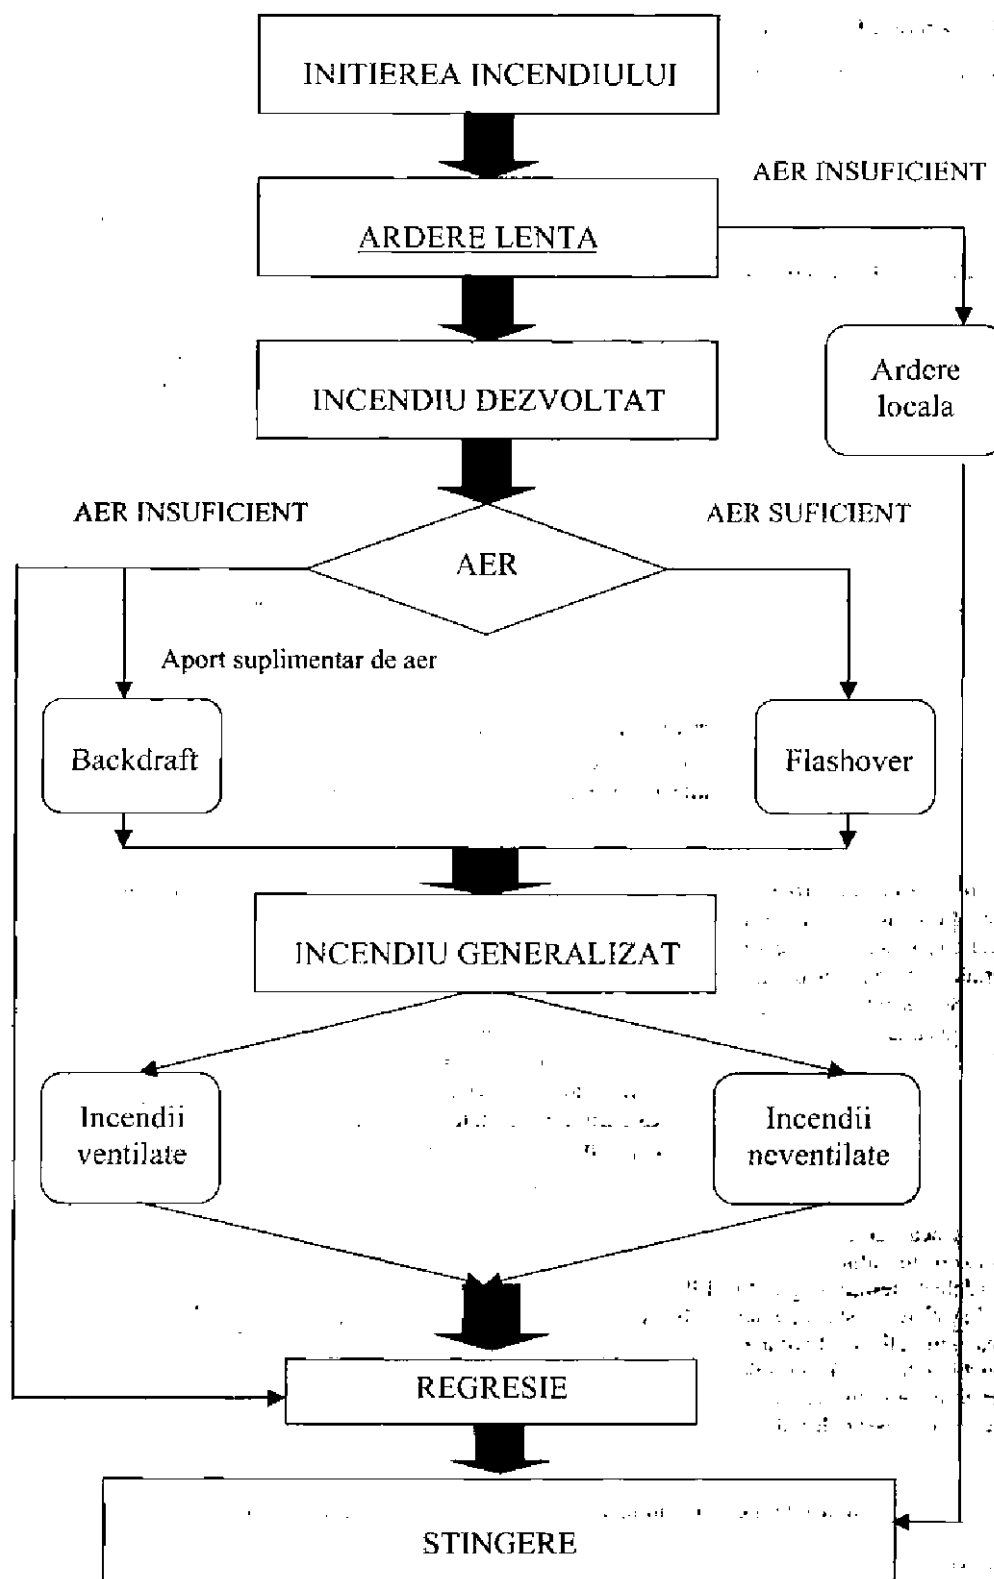 INITIEREA INCENDIULUI
AER INSUFICIENT
ARDERE LENTA
Ardere
locala
INCENDIU DEZVOLTAT
AER INSUFICIENT
AER SUFICIENT
AER
Aport suplimentar de aer
Backdraft
Flashover
INCENDIU GENERALIZAT
Incendii
ventilate
Incendii
neventilate
REGRESIE
STINGERE